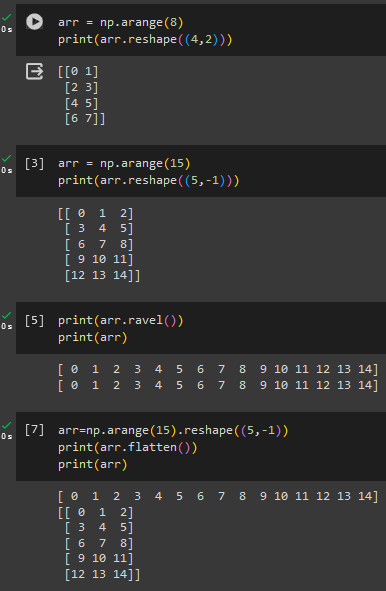 arr = np.arange(8)
0s
print(arr.reshape((4,2)))
[[0 1]
[2 3]
[4 5]
[6 7]]
[3] arr = np.arange(15)
0s
print(arr.reshape((5,-1)))
[[ 0 1 2]
[ 3 4 5]
[ 6 7 8]
[ 9 10 11]
[12 13 14]]
[5] print(arr.ravel())
0s
print(arr)
[ 0 1 2 3 4 5 6 7 8 9 10 11 12 13 14]
[ 0 1 2 3 4 5 6 7 8 9 10 11 12 13 14]
[7] arr=np.arange(15).reshape((5,-1))
0s
print(arr.flatten())
print(arr)
[ 0 1 2 3 4 5 6 7 8 9 10 11 12 13 14]
[[ 0 1 2]
[ 3 4 5]
[ 6 7 8]
[ 9 10 11]
[12 13 14]]